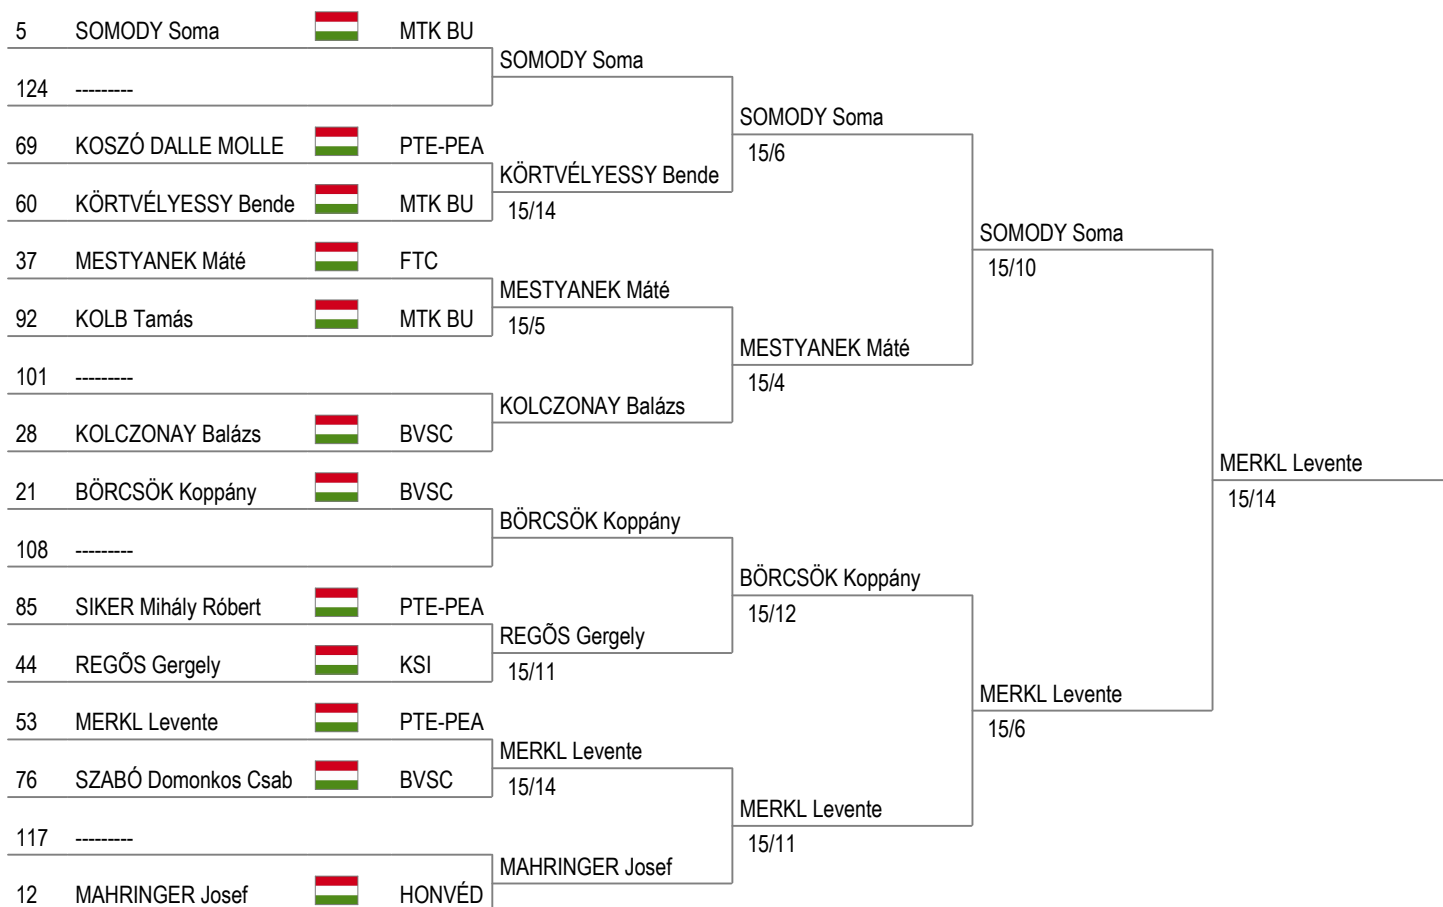 5 SOMODY Soma MTK BU
SOMODY Soma
124 ---------
SOMODY Soma
15/6
69 KOSZÓ DALLE MOLLE PTE-PEA
KÖRTVÉLYESSY Bende
15/14
60 KÖRTVÉLYESSY Bende MTK BU
SOMODY Soma
15/10
37 MESTYANEK Máté FTC
MESTYANEK Máté
15/5
92 KOLB Tamás MTK BU
MESTYANEK Máté
15/4
101 ---------
KOLCZONAY Balázs
28 KOLCZONAY Balázs BVSC
MERKL Levente
15/14
21 BÖRCSÖK Koppány BVSC
BÖRCSÖK Koppány
108 ---------
BÖRCSÖK Koppány
15/12
85 SIKER Mihály Róbert PTE-PEA
REGÕS Gergely
15/11
44 REGÕS Gergely KSI
MERKL Levente
15/6
53 MERKL Levente PTE-PEA
MERKL Levente
15/14
76 SZABÓ Domonkos Csab BVSC
MERKL Levente
15/11
117 ---------
MAHRINGER Josef
12 MAHRINGER Josef HONVÉD